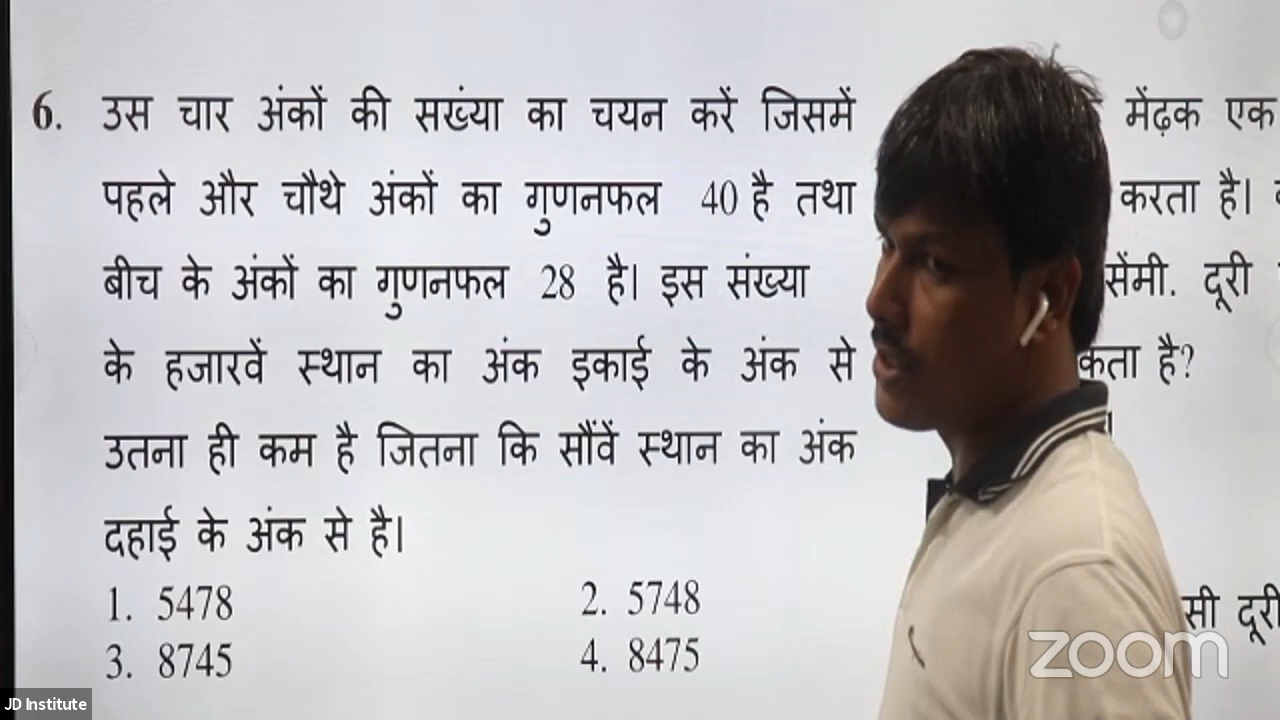 6. उस चार अंकों की सख्ंया का चयन करें जिसमें
पहले और चौथे अंकों का गुणनफल 40 है तथा
बीच के अंकों का गुणनफल 28 है। इस संख्या
के हजारवें स्थान का अंक इकाई के अंक से
उतना ही कम है जितना कि सौंवें स्थान का अंक
दहाई के अंक से है।
1. 5478 2. 5748
3. 8745 4. 8475
मेंढ़क एक
करता है।
सेंमी. दूरी
है?
सी दूरी
zoom
JD Institute